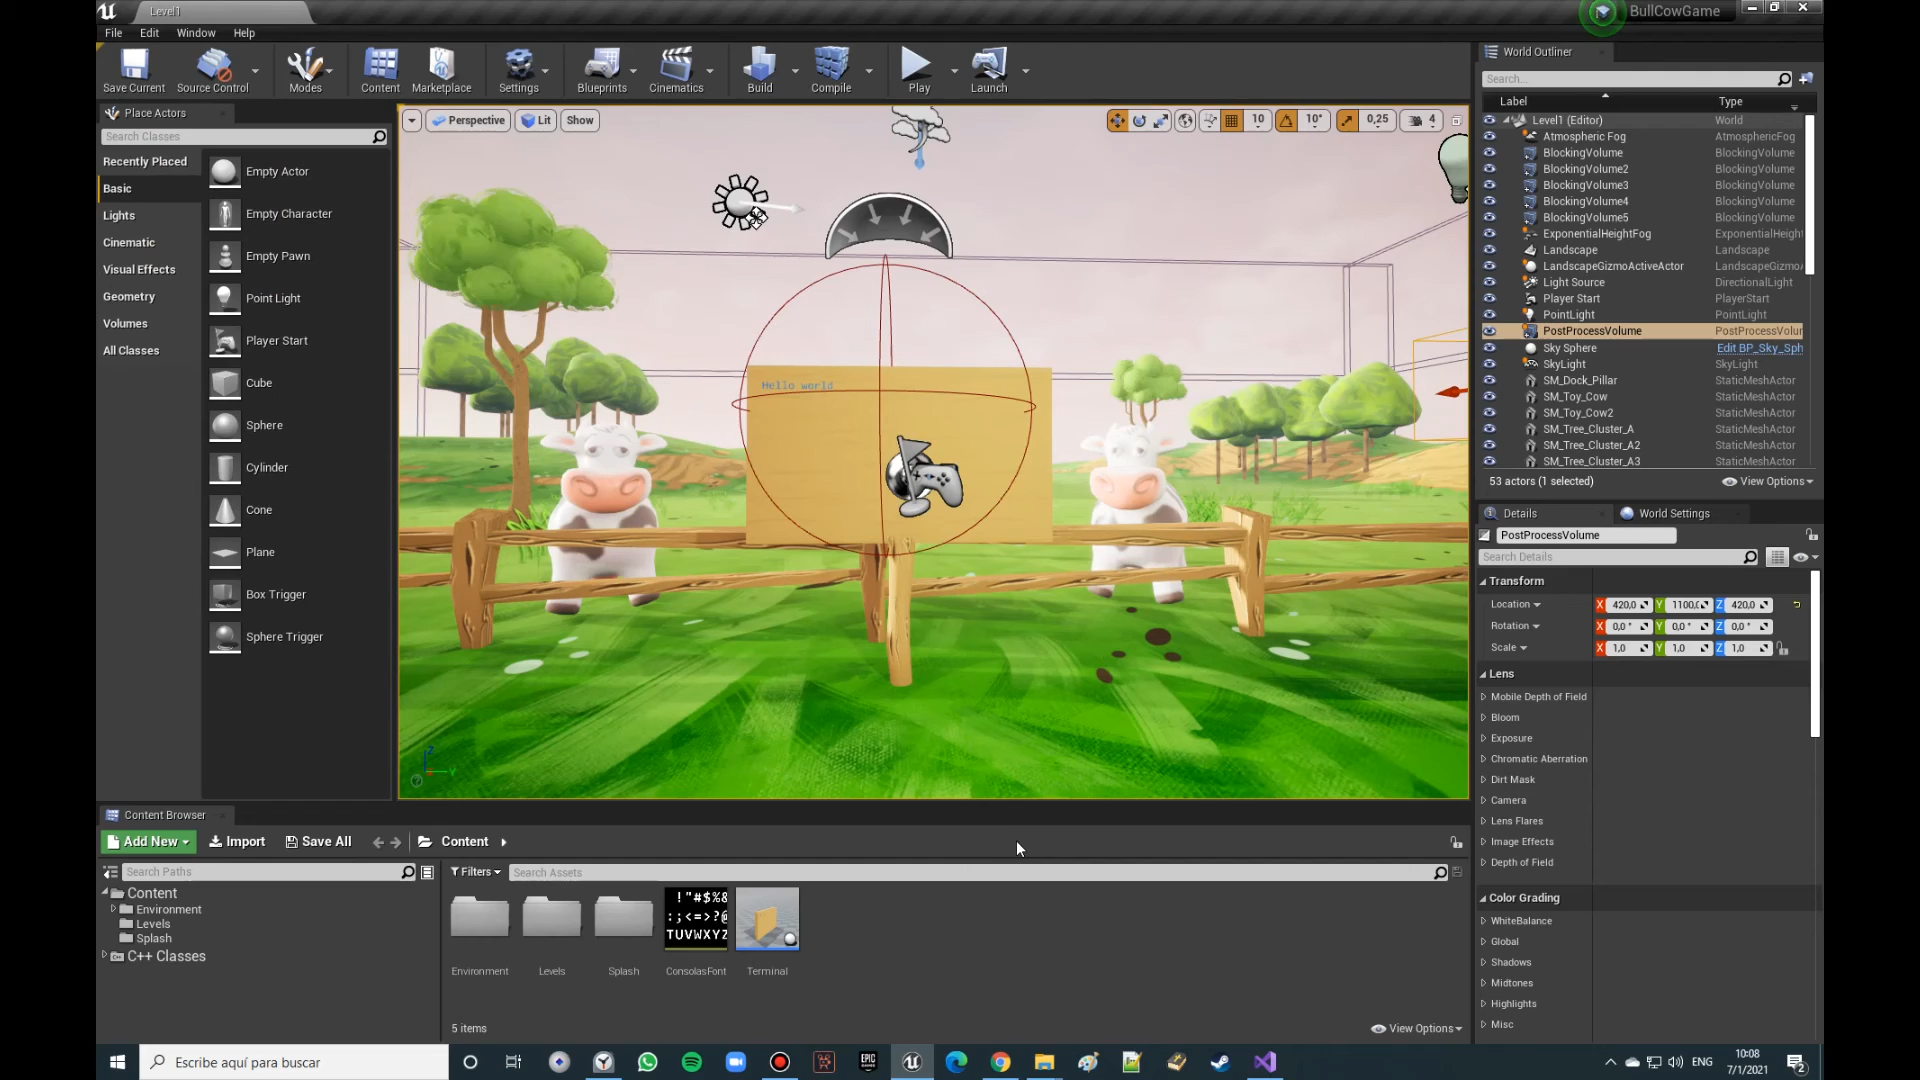 Level1
BullCowGame
File Edit Window Help
Save Current Source Control Modes Content Marketplace Settings Blueprints Cinematics Build Compile Play Launch
Place Actors
Search Classes
Recently Placed
Basic
Lights
Cinematic
Visual Effects
Geometry
Volumes
All Classes
Empty Actor
Empty Character
Empty Pawn
Point Light
Player Start
Cube
Sphere
Cylinder
Cone
Plane
Box Trigger
Sphere Trigger
Perspective Lit Show
10 10° 0,25 4
Hello world
Z
Y
World Outliner
Search...
Label Type
Level1 (Editor) World
Atmospheric Fog AtmosphericFog
BlockingVolume BlockingVolume
BlockingVolume2 BlockingVolume
BlockingVolume3 BlockingVolume
BlockingVolume4 BlockingVolume
BlockingVolume5 BlockingVolume
ExponentialHeightFog ExponentialHeight
Landscape Landscape
LandscapeGizmoActiveActor LandscapeGizmo
Light Source DirectionalLight
Player Start PlayerStart
PointLight PointLight
PostProcessVolume PostProcessVolu
Sky Sphere Edit BP_Sky_Sph
SkyLight SkyLight
SM_Dock_Pillar StaticMeshActor
SM_Toy_Cow StaticMeshActor
SM_Toy_Cow2 StaticMeshActor
SM_Tree_Cluster_A StaticMeshActor
SM_Tree_Cluster_A2 StaticMeshActor
SM_Tree_Cluster_A3 StaticMeshActor
53 actors (1 selected) View Options
Details World Settings
PostProcessVolume
Search Details
Transform
Location X 420,0 Y 1100,0 Z 420,0
Rotation X 0,0 ° Y 0,0 ° Z 0,0 °
Scale X 1,0 Y 1,0 Z 1,0
Lens
Mobile Depth of Field
Bloom
Exposure
Chromatic Aberration
Dirt Mask
Camera
Lens Flares
Image Effects
Depth of Field
Color Grading
WhiteBalance
Global
Shadows
Midtones
Highlights
Misc
Content Browser
Add New Import Save All Content
Search Paths
Filters Search Assets
Content
Environment
Levels
Splash
C++ Classes
!"#$%&
:;<=>?@
TUVWXYZ
Environment Levels Splash ConsolasFont Terminal
5 items View Options
Escribe aquí para buscar
EPIC
ENG
10:08
7/1/2021
2